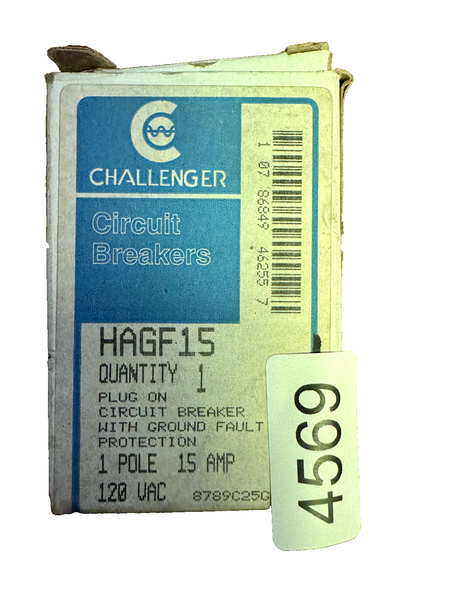 CHALLENGER
Circuit
Breakers
HAGF15
QUANTITY 1
PLUG ON
CIRCUIT BREAKER
WITH GROUND FAULT
PROTECTION
1 POLE 15 AMP
120 VAC 8789C25G
1 07 86849 46255 7
4569